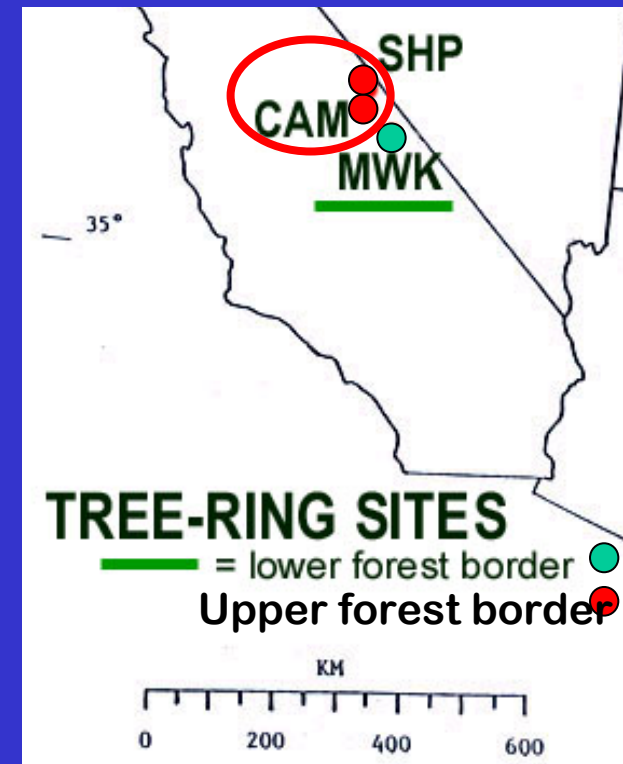 SHP
CAM
MWK
35°
TREE-RING SITES
= lower forest border
Upper forest border
KM
0 200 400 600